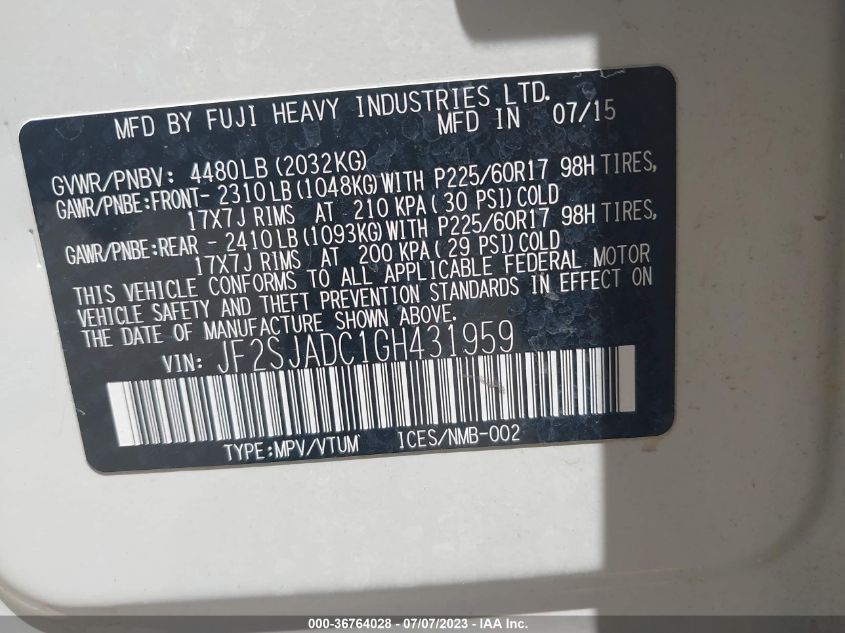 MFD BY FUJI HEAVY INDUSTRIES LTD.
MFD IN 07/15
GVWR/PNBV: 4480LB (2032KG)
GAWR/PNBE:FRONT- 2310LB (1048KG) WITH P225/60R17 98H TIRES,
17X7J RIMS AT 210 KPA (30 PSI) COLD
GAWR/PNBE:REAR - 2410LB (1093KG) WITH P225/60R17 98H TIRES,
17X7J RIMS AT 200 KPA (29 PSI) COLD
THIS VEHICLE CONFORMS TO ALL APPLICABLE FEDERAL MOTOR
VEHICLE SAFETY AND THEFT PREVENTION STANDARDS IN EFFECT ON
THE DATE OF MANUFACTURE SHOWN ABOVE.
VIN: JF2SJADC1GH431959
TYPE:MPV/VTUM ICES/NMB-002
000-36764028 - 07/07/2023 - IAA Inc.